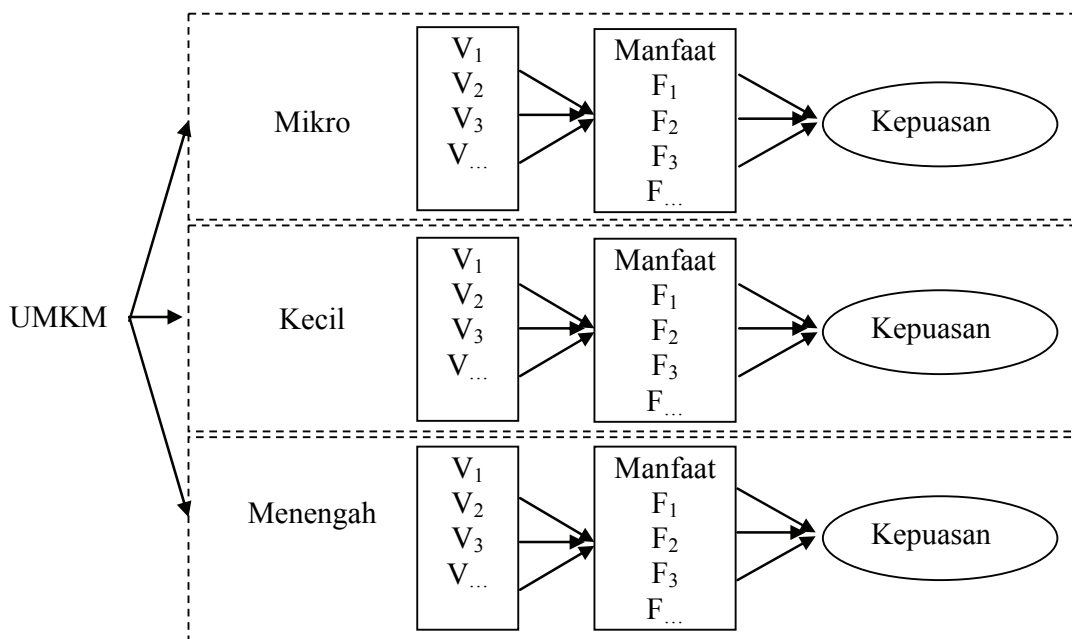 UMKM
Mikro
V₁
V₂
V₃
V...
Manfaat
F₁
F₂
F₃
F...
Kepuasan
Kecil
V₁
V₂
V₃
V...
Manfaat
F₁
F₂
F₃
F...
Kepuasan
Menengah
V₁
V₂
V₃
V...
Manfaat
F₁
F₂
F₃
F...
Kepuasan